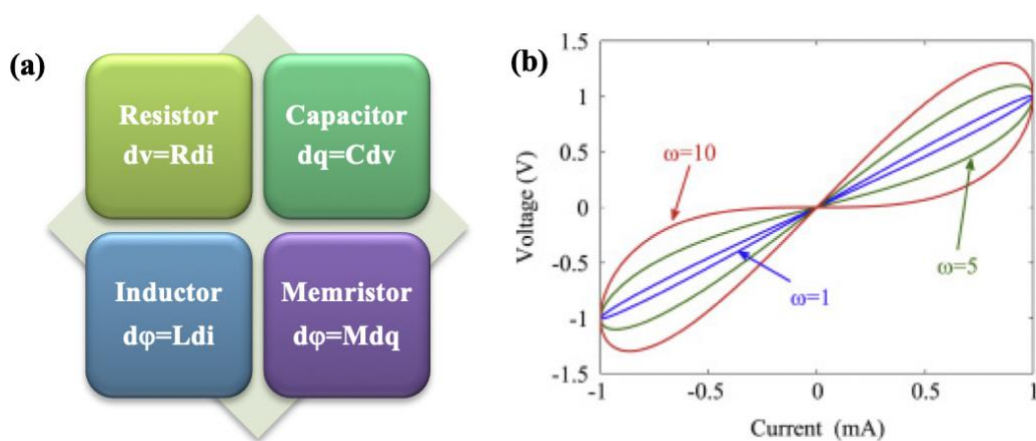 (a)
Resistor
dv=Rdi
Capacitor
dq=Cdv
Inductor
dφ=Ldi
Memristor
dφ=Mdq
(b)
1.5
1
0.5
0
-0.5
-1
-1.5
Voltage (V)
ω=10
ω=5
ω=1
-1
-0.5
0
0.5
1
Current (mA)